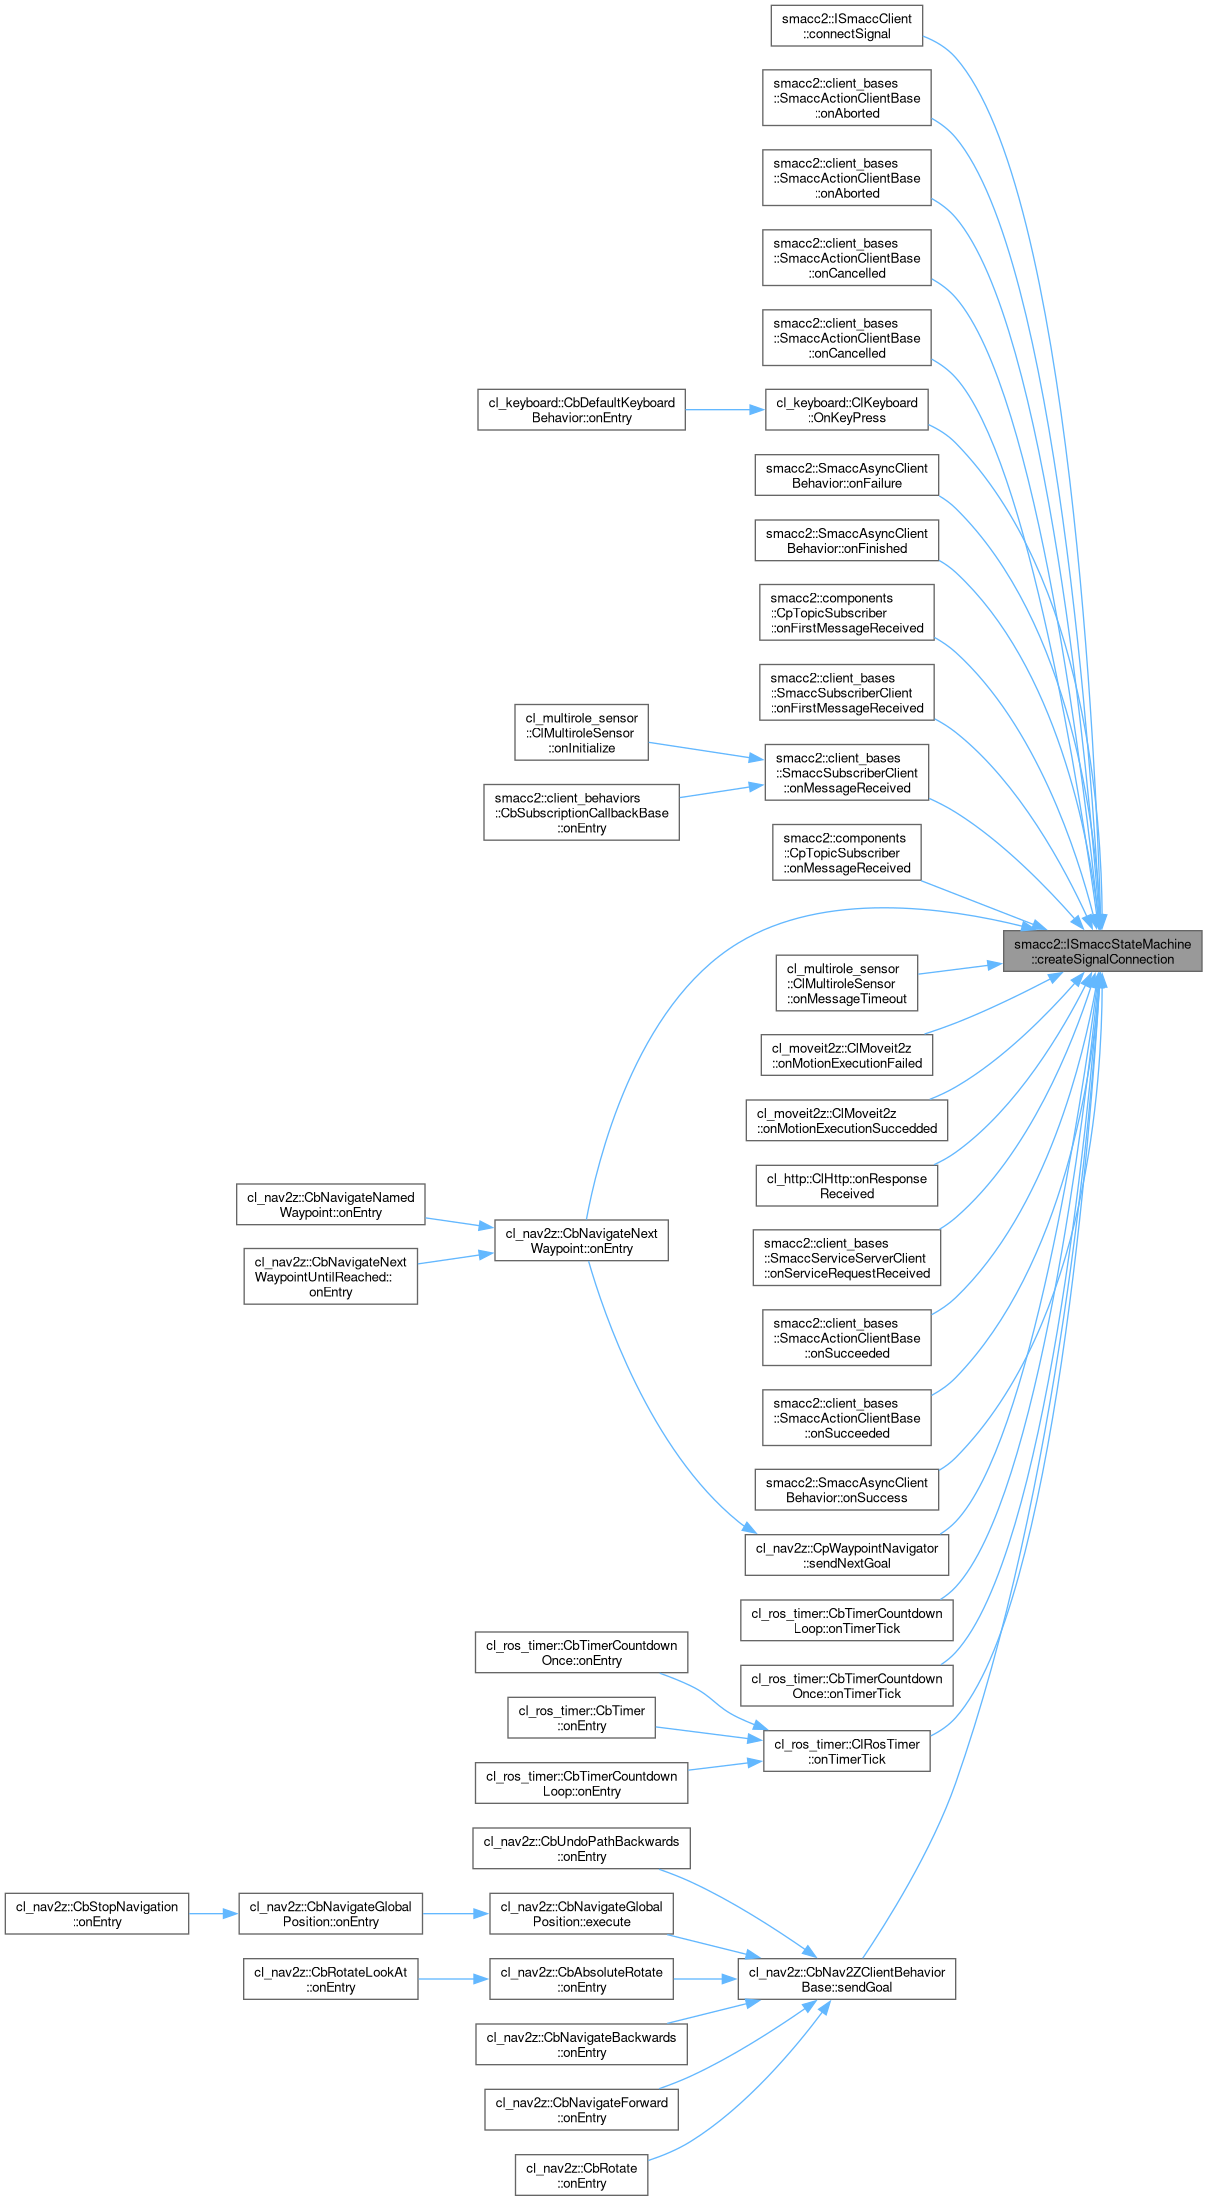 smacc2::ISmaccClient
::connectSignal
smacc2::client_bases
::SmaccActionClientBase
::onAborted
smacc2::client_bases
::SmaccActionClientBase
::onAborted
smacc2::client_bases
::SmaccActionClientBase
::onCancelled
smacc2::client_bases
::SmaccActionClientBase
::onCancelled
cl_keyboard::CbDefaultKeyboard
Behavior::onEntry
cl_keyboard::ClKeyboard
::OnKeyPress
smacc2::SmaccAsyncClient
Behavior::onFailure
smacc2::SmaccAsyncClient
Behavior::onFinished
smacc2::components
::CpTopicSubscriber
::onFirstMessageReceived
smacc2::client_bases
::SmaccSubscriberClient
::onFirstMessageReceived
cl_multirole_sensor
::ClMultiroleSensor
::onInitialize
smacc2::client_behaviors
::CbSubscriptionCallbackBase
::onEntry
smacc2::client_bases
::SmaccSubscriberClient
::onMessageReceived
smacc2::components
::CpTopicSubscriber
::onMessageReceived
smacc2::ISmaccStateMachine
::createSignalConnection
cl_multirole_sensor
::ClMultiroleSensor
::onMessageTimeout
cl_moveit2z::ClMoveit2z
::onMotionExecutionFailed
cl_moveit2z::ClMoveit2z
::onMotionExecutionSuccedded
cl_http::ClHttp::onResponse
Received
cl_nav2z::CbNavigateNamed
Waypoint::onEntry
cl_nav2z::CbNavigateNext
WaypointUntilReached::
onEntry
cl_nav2z::CbNavigateNext
Waypoint::onEntry
smacc2::client_bases
::SmaccServiceServerClient
::onServiceRequestReceived
smacc2::client_bases
::SmaccActionClientBase
::onSucceeded
smacc2::client_bases
::SmaccActionClientBase
::onSucceeded
smacc2::SmaccAsyncClient
Behavior::onSuccess
cl_nav2z::CpWaypointNavigator
::sendNextGoal
cl_ros_timer::CbTimerCountdown
Loop::onTimerTick
cl_ros_timer::CbTimerCountdown
Once::onTimerTick
cl_ros_timer::CbTimerCountdown
Once::onEntry
cl_ros_timer::CbTimer
::onEntry
cl_ros_timer::CbTimerCountdown
Loop::onEntry
cl_ros_timer::ClRosTimer
::onTimerTick
cl_nav2z::CbUndoPathBackwards
::onEntry
cl_nav2z::CbStopNavigation
::onEntry
cl_nav2z::CbNavigateGlobal
Position::onEntry
cl_nav2z::CbNavigateGlobal
Position::execute
cl_nav2z::CbRotateLookAt
::onEntry
cl_nav2z::CbAbsoluteRotate
::onEntry
cl_nav2z::CbNav2ZClientBehavior
Base::sendGoal
cl_nav2z::CbNavigateBackwards
::onEntry
cl_nav2z::CbNavigateForward
::onEntry
cl_nav2z::CbRotate
::onEntry